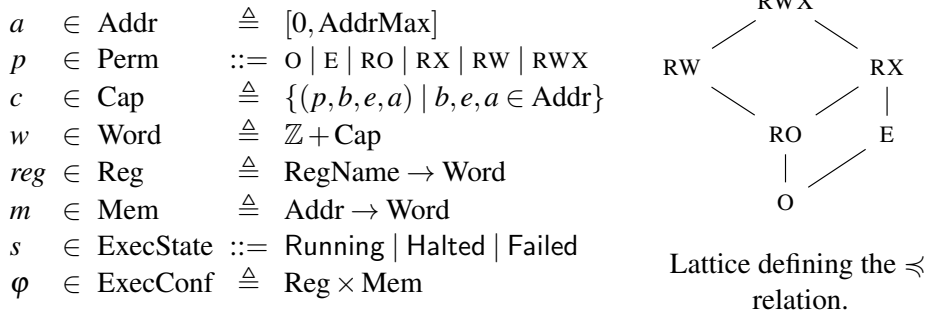 a ∈ Addr ≜ [0, AddrMax]
p ∈ Perm ::= O | E | RO | RX | RW | RWX
c ∈ Cap ≜ {(p, b, e, a) | b, e, a ∈ Addr}
w ∈ Word ≜ ℤ + Cap
reg ∈ Reg ≜ RegName → Word
m ∈ Mem ≜ Addr → Word
s ∈ ExecState ::= Running | Halted | Failed
φ ∈ ExecConf ≜ Reg × Mem
RWX
RW RX
RO E
O
Lattice defining the ≼
relation.